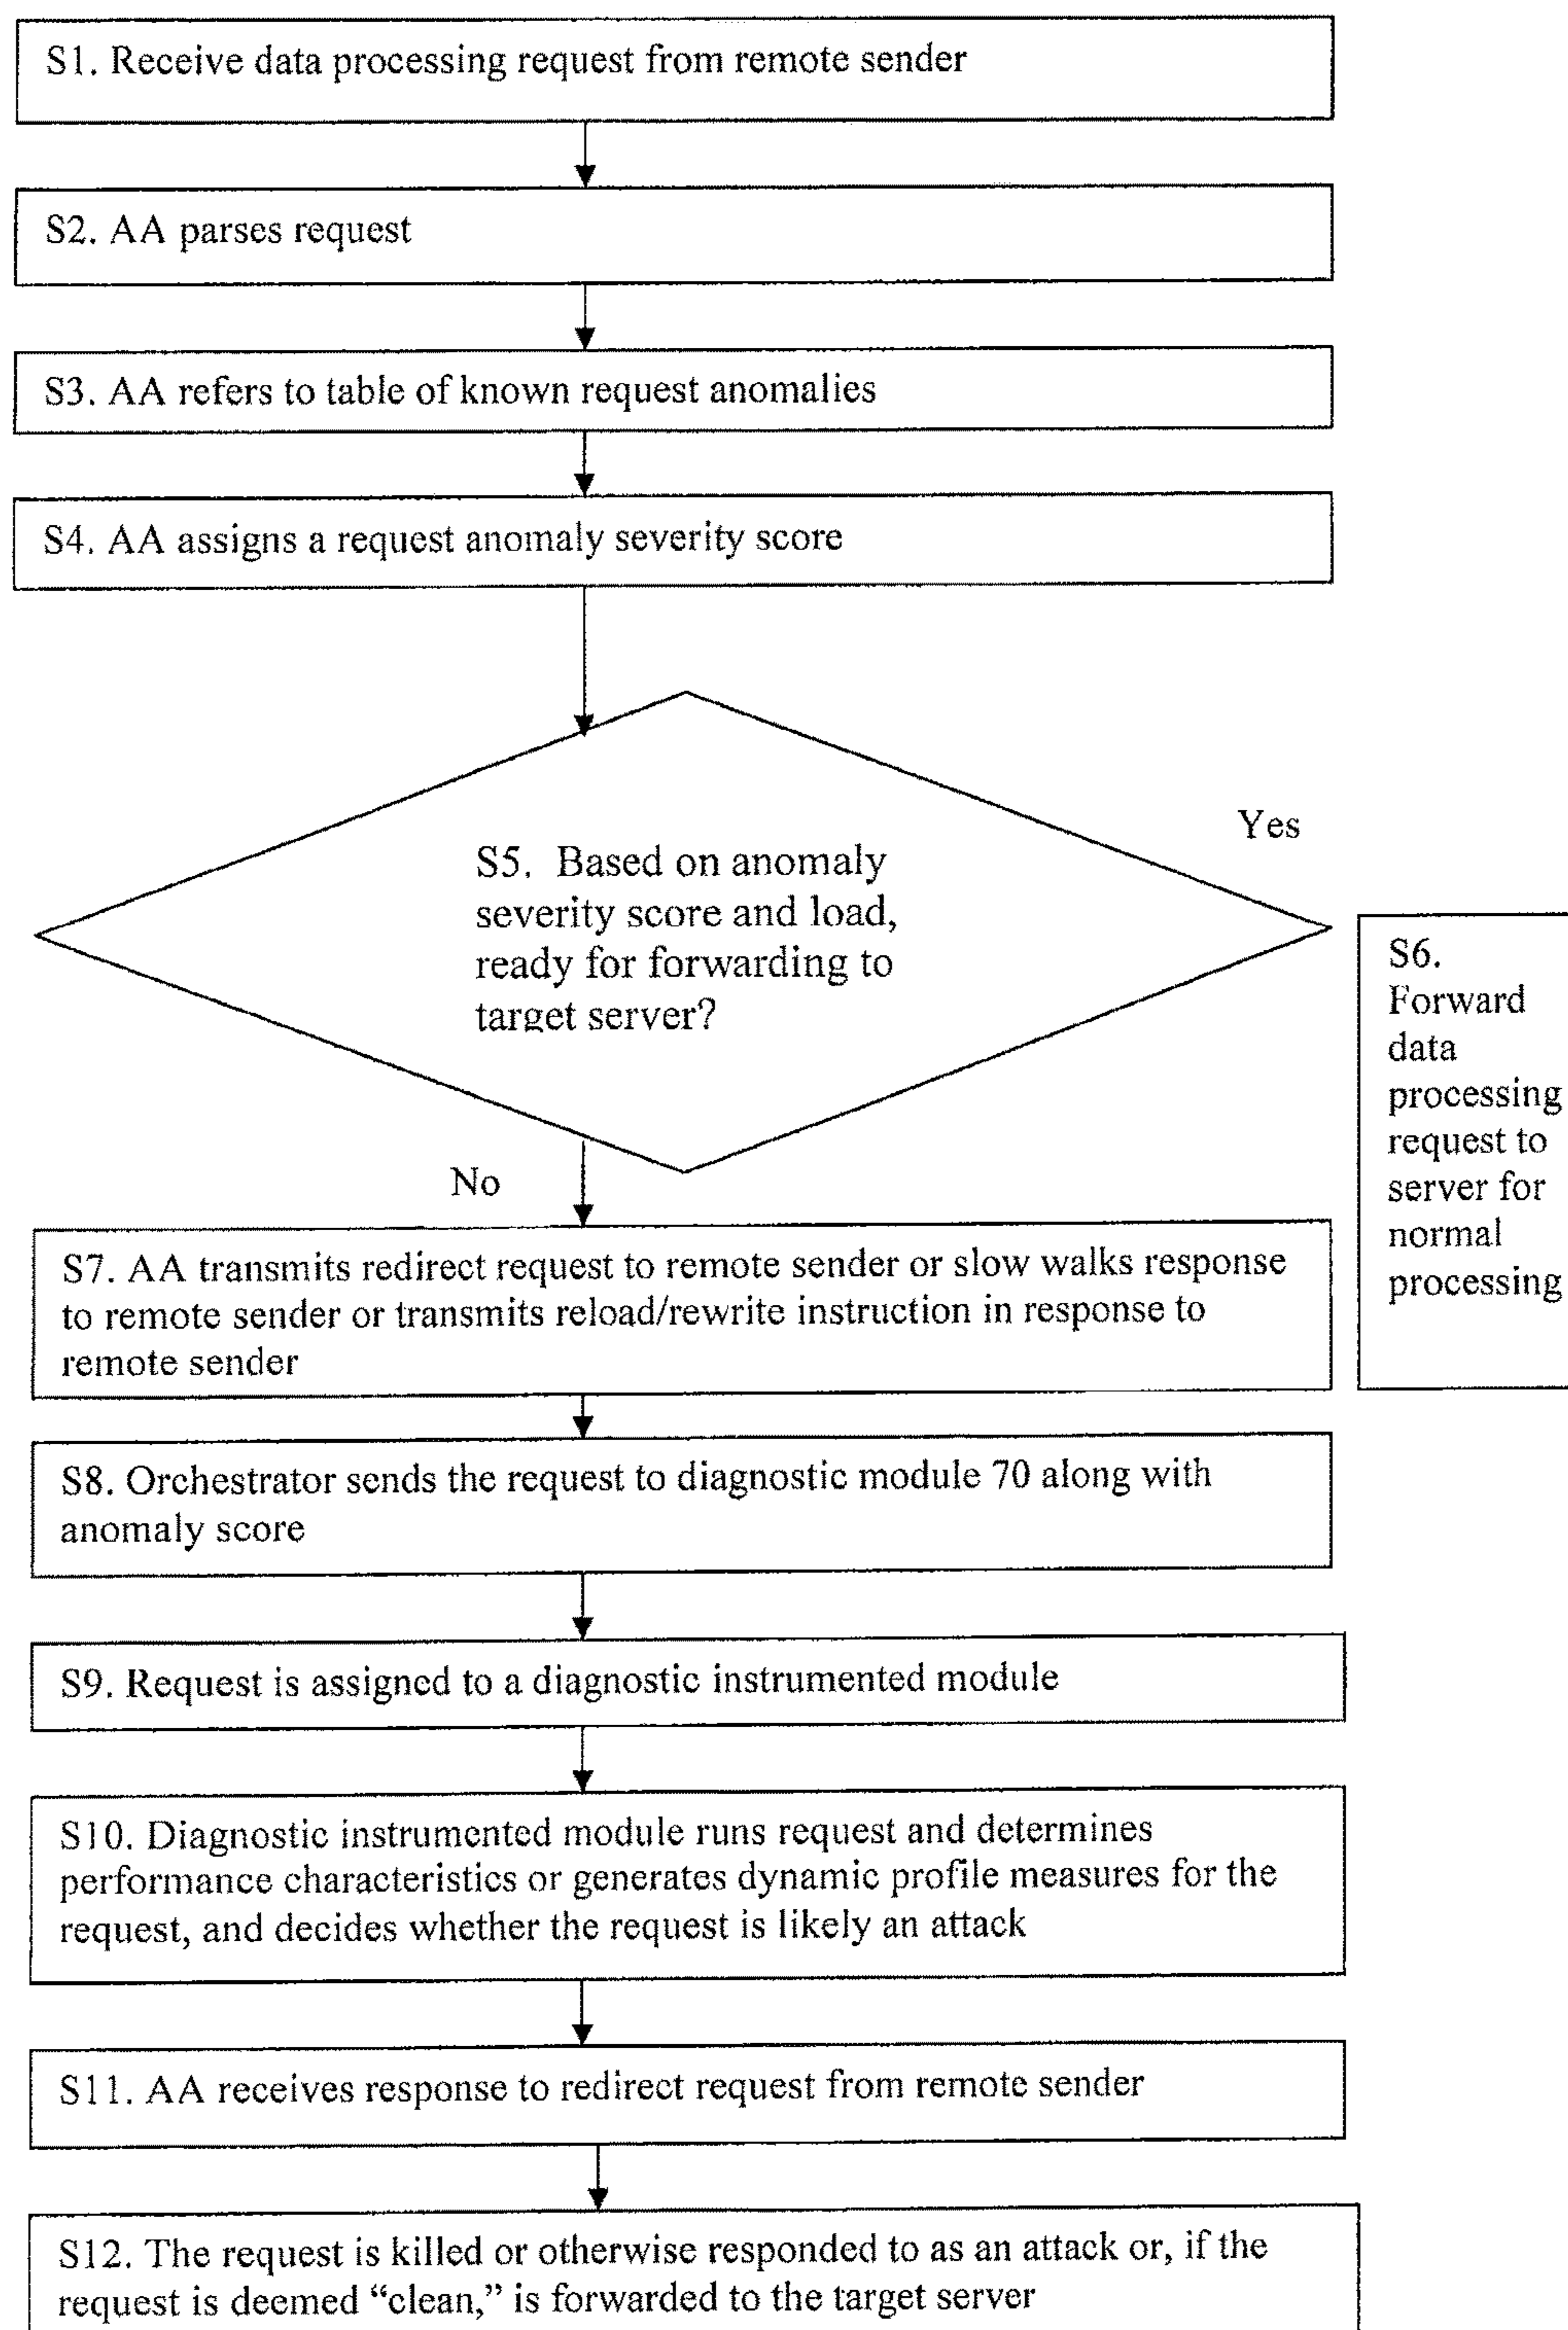 S1. Receive data processing request from remote sender
S2. AA parses request
S3. AA refers to table of known request anomalies
S4. AA assigns a request anomaly severity score
Yes
S5. Based on anomaly
severity score and load,
ready for forwarding to
target server?
S6.
Forward
data
processing
request to
server for
normal
processing
No
S7. AA transmits redirect request to remote sender or slow walks response
to remote sender or transmits reload/rewrite instruction in response to
remote sender
S8. Orchestrator sends the request to diagnostic module 70 along with
anomaly score
S9. Request is assigned to a diagnostic instrumented module
S10. Diagnostic instrumented module runs request and determines
performance characteristics or generates dynamic profile measures for the
request, and decides whether the request is likely an attack
S11. AA receives response to redirect request from remote sender
S12. The request is killed or otherwise responded to as an attack or, if the
request is deemed “clean,” is forwarded to the target server